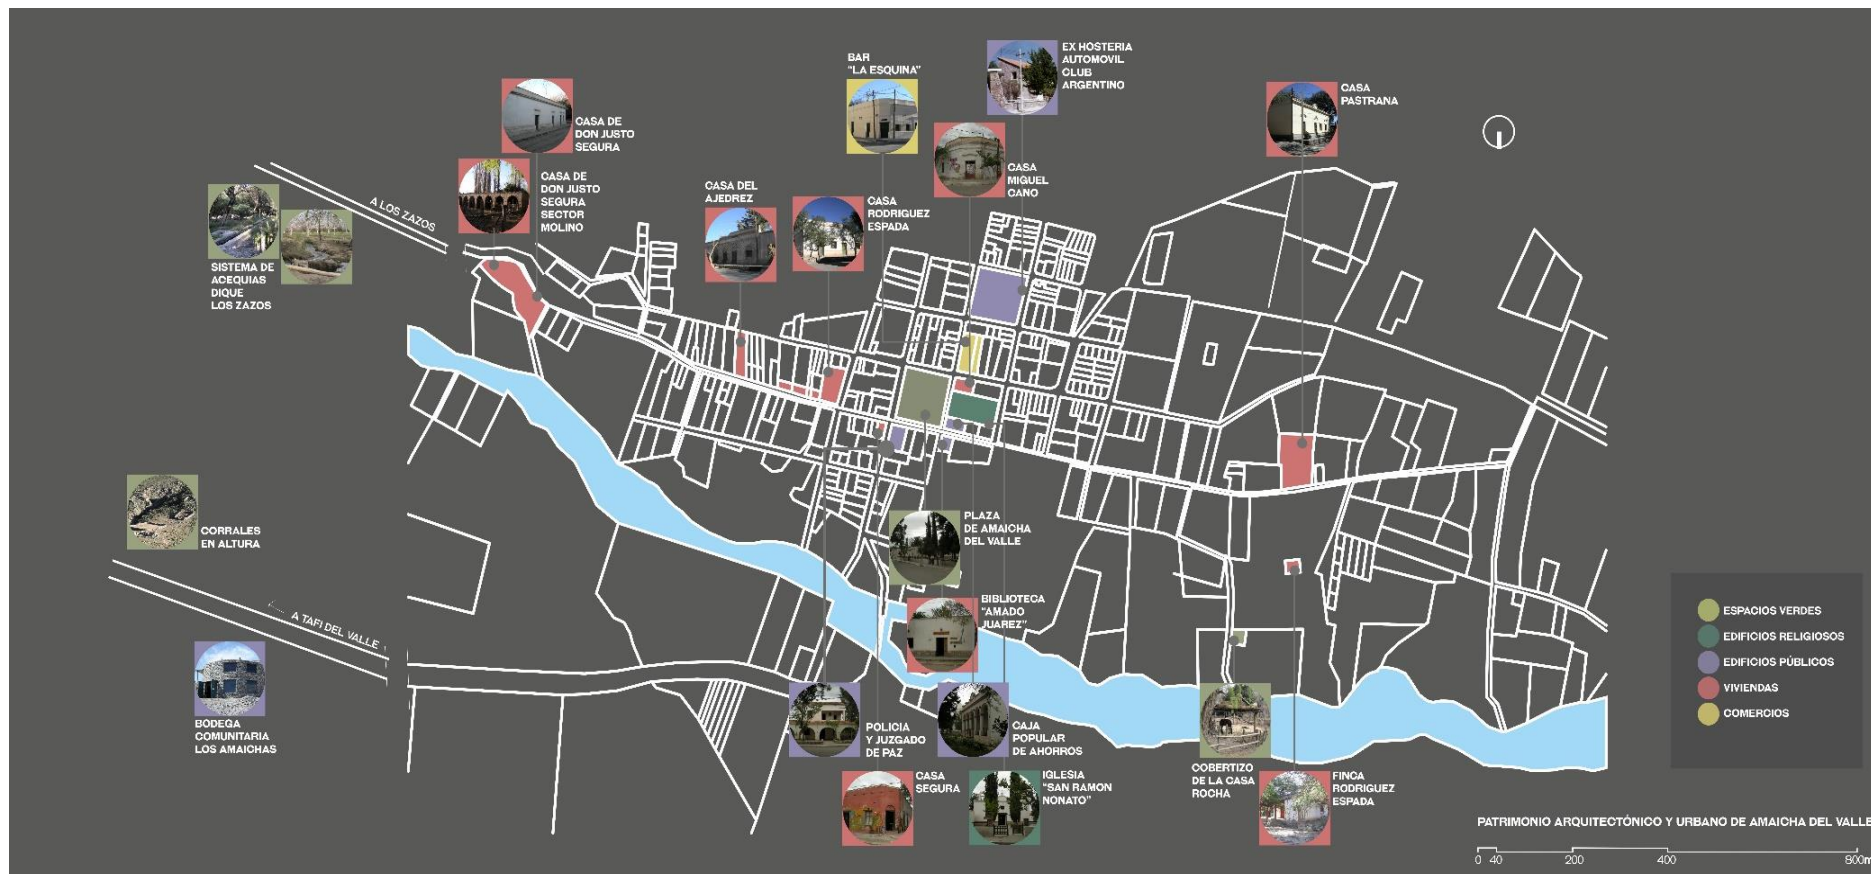 EX HOSTERIA
AUTOMOVIL
CLUB
ARGENTINO
BAR
"LA ESQUINA"
CASA
PASTRANA
CASA DE
DON JUSTO
SEGURA
CASA
MIGUEL
CANO
CASA DE
DON JUSTO
SEGURA
SECTOR
MOLINO
CASA DEL
AJEDREZ
CASA
RODRIGUEZ
ESPADA
A LOS ZAZOS
SISTEMA DE
ACEQUIAS
DIQUE
LOS ZAZOS
CORRALES
EN ALTURA
PLAZA
DE AMAICHA
DEL VALLE
A TAFI DEL VALLE
BIBLIOTECA
"AMADO
JUAREZ"
BODEGA
COMUNITARIA
LOS AMAICHAS
POLICIA
Y JUZGADO
DE PAZ
CAJA
POPULAR
DE AHORROS
CASA
SEGURA
IGLESIA
"SAN RAMON
NONATO"
COBERTIZO
DE LA CASA
ROCHA
FINCA
RODRIGUEZ
ESPADA
ESPACIOS VERDES
EDIFICIOS RELIGIOSOS
EDIFICIOS PÚBLICOS
VIVIENDAS
COMERCIOS
PATRIMONIO ARQUITECTÓNICO Y URBANO DE AMAICHA DEL VALLE
0 40 200 400 800m